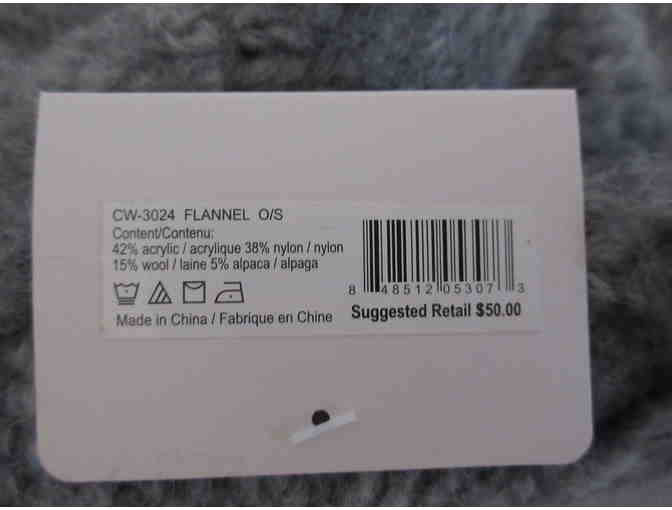 CW-3024 FLANNEL O/S
Content/Contenu:
42% acrylic / acrylique 38% nylon / nylon
15% wool / laine 5% alpaca / alpaga
Made in China / Fabrique en Chine
8 48512 05307 3
Suggested Retail $50.00